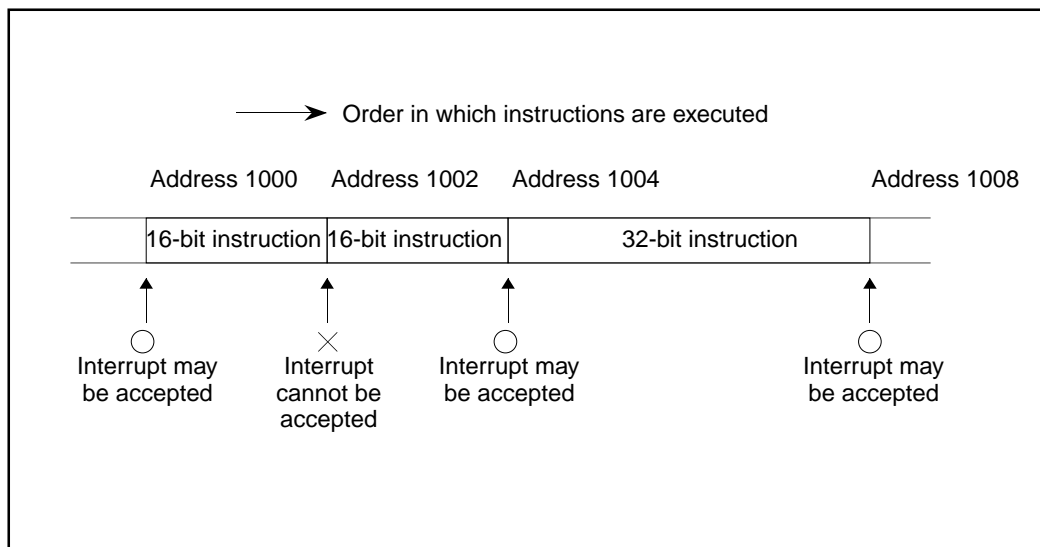 Order in which instructions are executed
Address 1000
Address 1002
Address 1004
Address 1008
16-bit instruction
16-bit instruction
32-bit instruction
Interrupt may
be accepted
Interrupt
cannot be
accepted
Interrupt may
be accepted
Interrupt may
be accepted